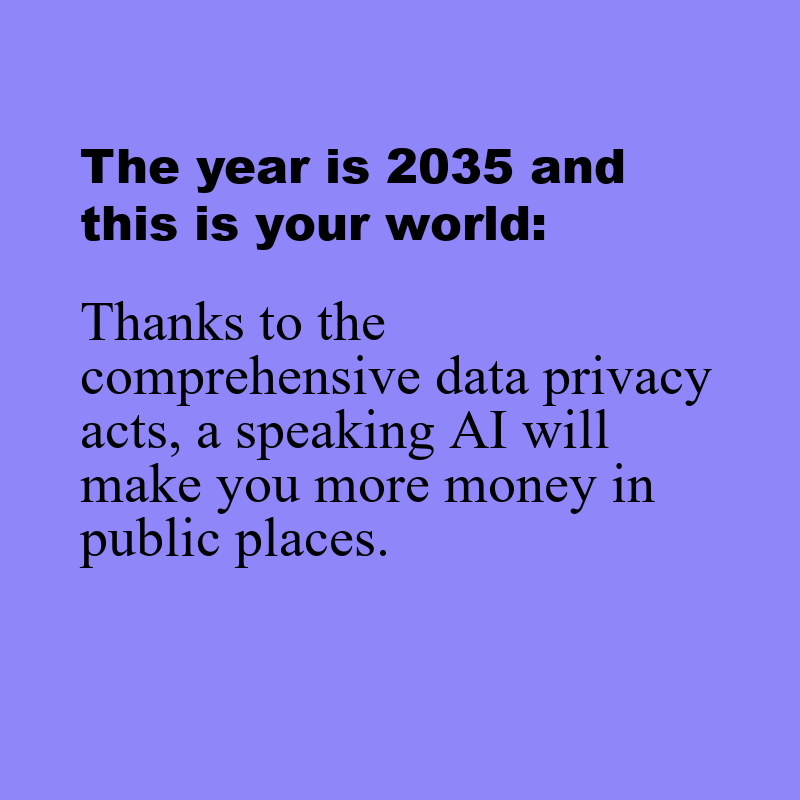 The year is 2035 and
this is your world:
Thanks to the
comprehensive data privacy
acts, a speaking AI will
make you more money in
public places.